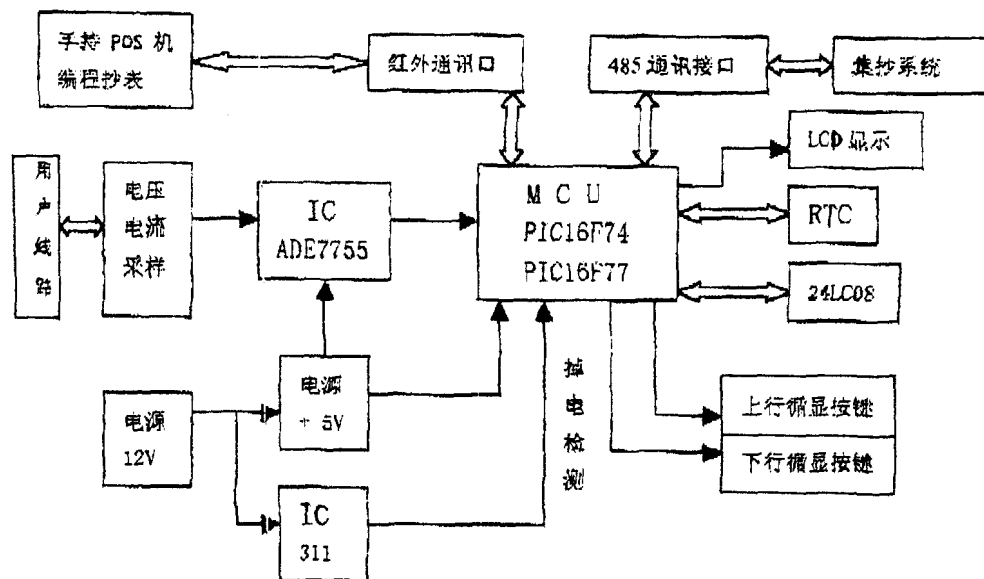 手持 POS 机
编程抄表
红外通讯口
485 通讯接口
集抄系统
LCD 显示
用户线路
电压
电流
采样
IC
ADE7755
M C U
PIC16F74
PIC16F77
RTC
24LC08
电源
12V
电源
+ 5V
掉电检测
上行循显按键
下行循显按键
IC
311